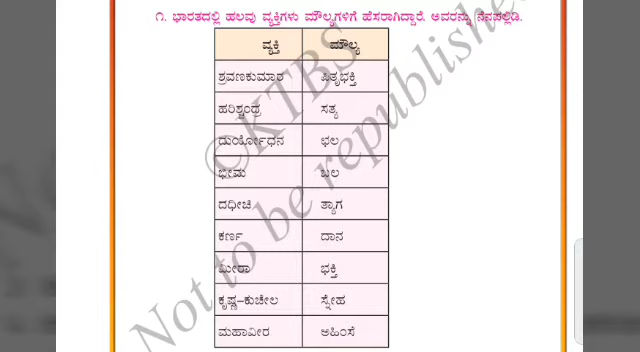 ೧. ಭಾರತದಲ್ಲಿ ಹಲವು ವ್ಯಕ್ತಿಗಳು ಮೌಲ್ಯಗಳಿಗೆ ಹೆಸರಾಗಿದ್ದಾರೆ. ಅವರನ್ನು ನೆನಪಲ್ಲಿಡಿ.
ವ್ಯಕ್ತಿ ಮೌಲ್ಯ
ಶ್ರವಣಕುಮಾರ ಪಿತೃಭಕ್ತಿ
ಹರಿಶ್ಚಂದ್ರ ಸತ್ಯ
ದುರ್ಯೋಧನ ಛಲ
ಭೀಮ ಬಲ
ದಧೀಚಿ ತ್ಯಾಗ
ಕರ್ಣ ದಾನ
ಮೀರಾ ಭಕ್ತಿ
ಕೃಷ್ಣ-ಕುಚೇಲ ಸ್ನೇಹ
ಮಹಾವೀರ ಅಹಿಂಸೆ
©KTBS
Not to be republished